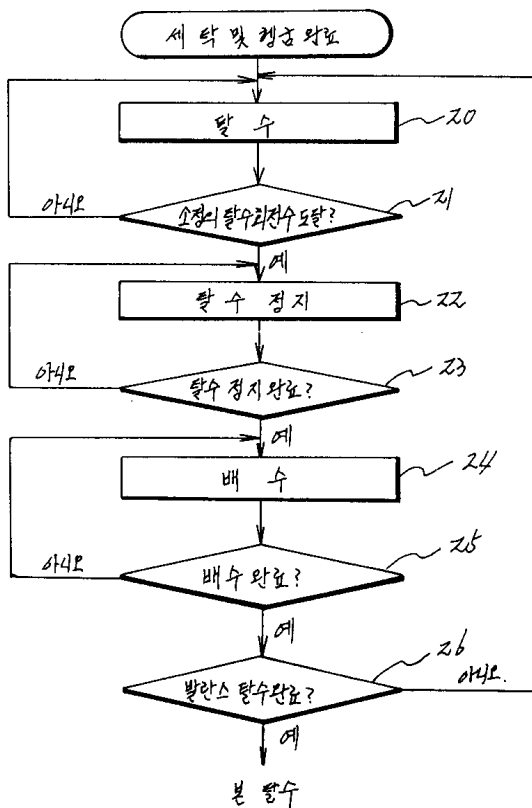 세 탁 및 헹굼 완료
탈 수
20
소정의 탈수회전수 도달?
21
아니오
예
탈 수 정 지
22
탈수 정지 완료?
23
아니오
예
배 수
24
배수 완료?
25
아니오
예
발란스 탈수완료?
26
아니오.
예
본 탈 수